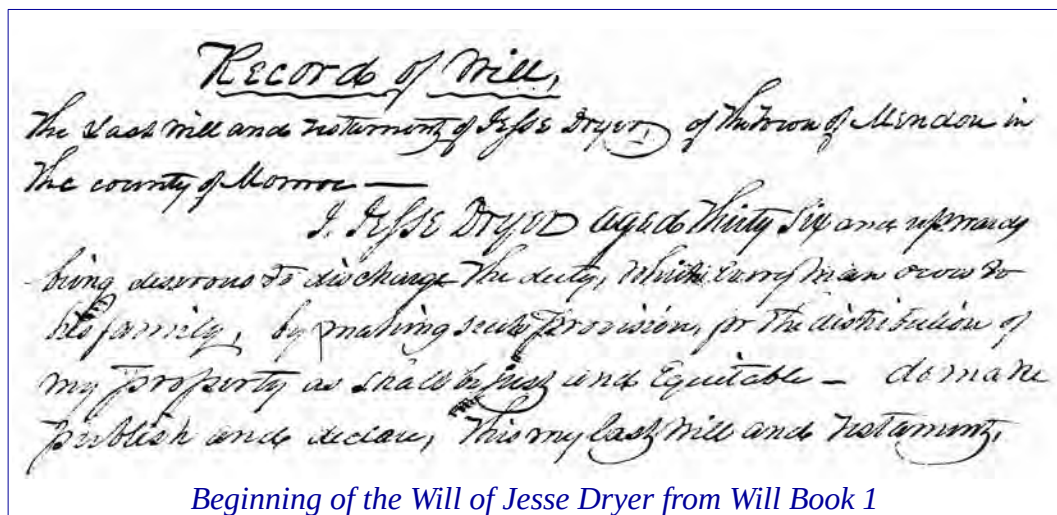 Record of Will,
The Last Will and Testament of Jesse Dryer, of the Town of Mendon in
the county of Monroe —
I, Jesse Dryer aged Thirty Six and upwards
being desirous to discharge the duty, which every man owes to
his family, by making such provision, for the distribution of
my property as shall be just and Equitable — do make
publish and declare, this my last Will and Testament,
Beginning of the Will of Jesse Dryer from Will Book 1